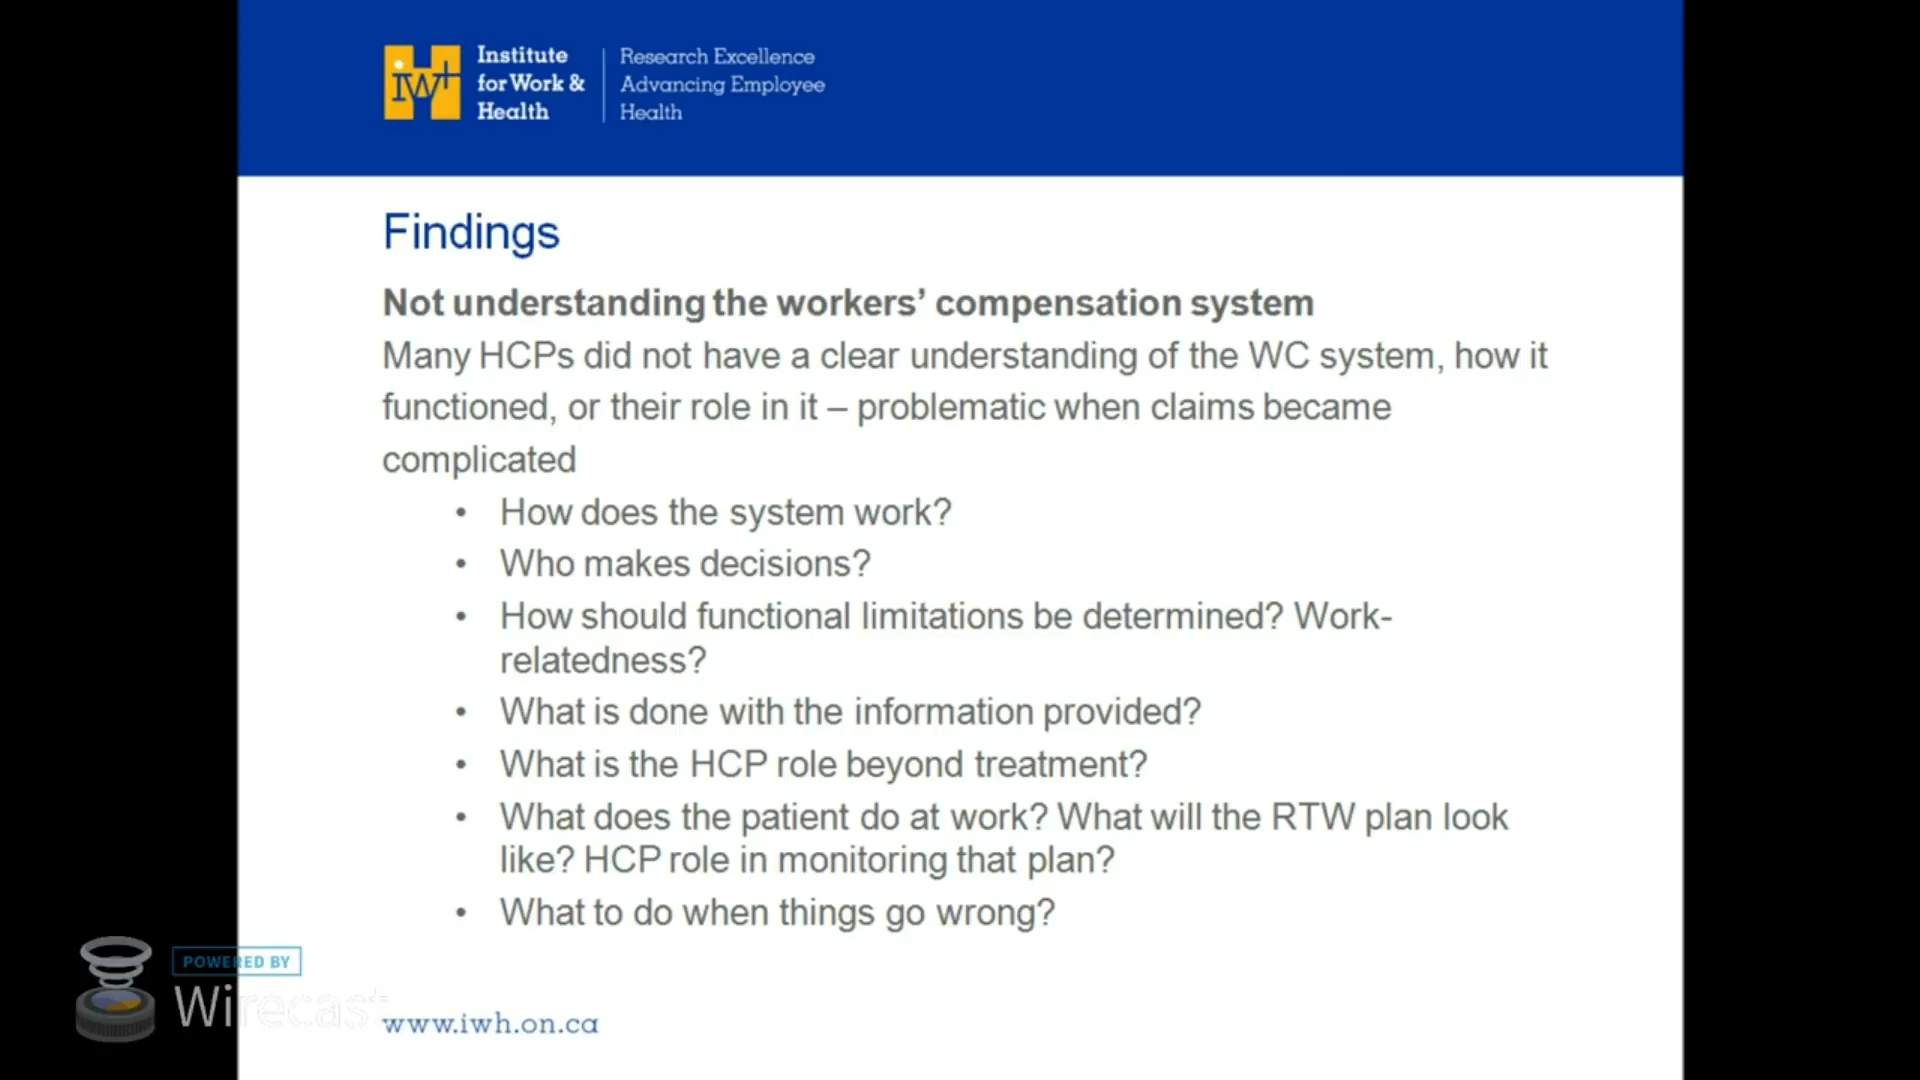 iw+
Institute
for Work &
Health
Research Excellence
Advancing Employee
Health
Findings
Not understanding the workers’ compensation system
Many HCPs did not have a clear understanding of the WC system, how it
functioned, or their role in it – problematic when claims became
complicated
• How does the system work?
• Who makes decisions?
• How should functional limitations be determined? Work-
relatedness?
• What is done with the information provided?
• What is the HCP role beyond treatment?
• What does the patient do at work? What will the RTW plan look
like? HCP role in monitoring that plan?
• What to do when things go wrong?
POWERED BY
Wirecast
www.iwh.on.ca